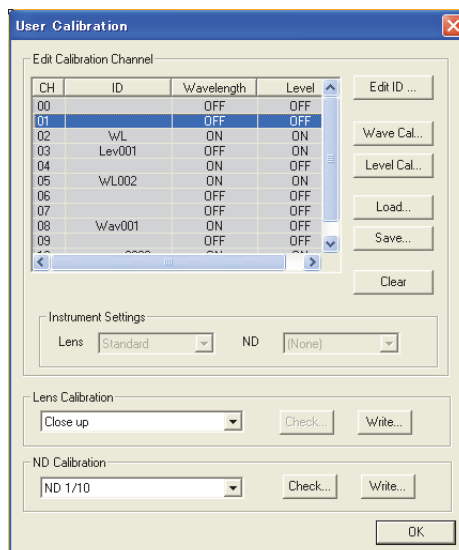 User Calibration
Edit Calibration Channel
CH ID Wavelength Level
00 OFF OFF
01 OFF OFF
02 WL ON ON
03 Lev001 OFF ON
04 ON OFF
05 WL002 ON ON
06 OFF OFF
07 OFF OFF
08 Wav001 ON OFF
09 OFF OFF
Edit ID ...
Wave Cal...
Level Cal...
Load...
Save...
Clear
Instrument Settings
Lens Standard ND (None)
Lens Calibration
Close up Check... Write...
ND Calibration
ND 1/10 Check... Write...
OK